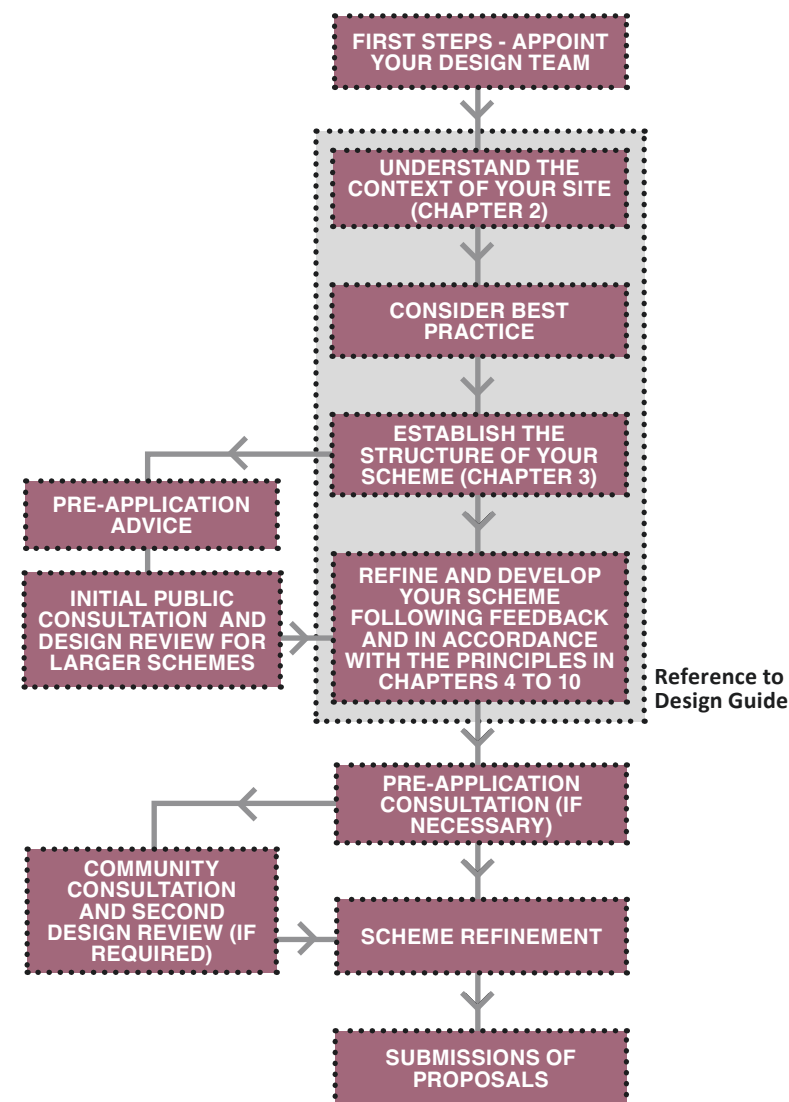 FIRST STEPS - APPOINT
YOUR DESIGN TEAM
UNDERSTAND THE
CONTEXT OF YOUR SITE
(CHAPTER 2)
CONSIDER BEST
PRACTICE
ESTABLISH THE
STRUCTURE OF YOUR
SCHEME (CHAPTER 3)
PRE-APPLICATION
ADVICE
INITIAL PUBLIC
CONSULTATION AND
DESIGN REVIEW FOR
LARGER SCHEMES
REFINE AND DEVELOP
YOUR SCHEME
FOLLOWING FEEDBACK
AND IN ACCORDANCE
WITH THE PRINCIPLES IN
CHAPTERS 4 TO 10
Reference to
Design Guide
PRE-APPLICATION
CONSULTATION (IF
NECESSARY)
COMMUNITY
CONSULTATION
AND SECOND
DESIGN REVIEW (IF
REQUIRED)
SCHEME REFINEMENT
SUBMISSIONS OF
PROPOSALS